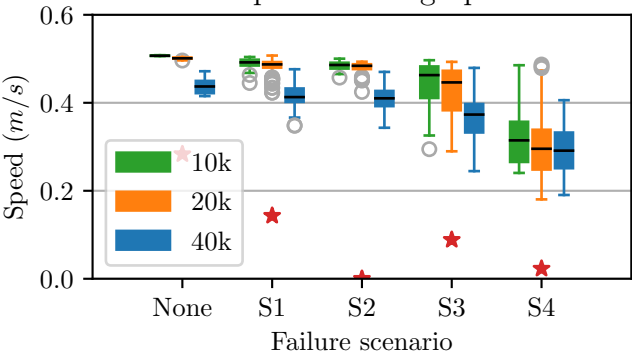 0.6
0.4
0.2
0.0
Speed (m/s)
10k
20k
40k
None S1 S2 S3 S4
Failure scenario